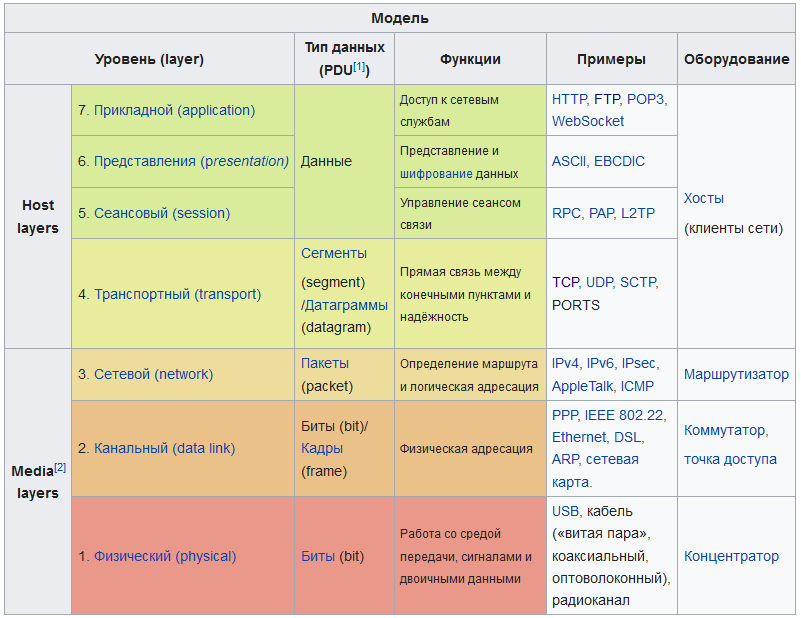 Модель
Уровень (layer)
Тип данных
(PDU[1])
Функции
Примеры
Оборудование
Host
layers
7. Прикладной (application)
Данные
Доступ к сетевым
службам
HTTP, FTP, POP3,
WebSocket
Хосты
(клиенты сети)
6. Представления (presentation)
Представление и
шифрование данных
ASCII, EBCDIC
5. Сеансовый (session)
Управление сеансом
связи
RPC, PAP, L2TP
4. Транспортный (transport)
Сегменты
(segment)
/Датаграммы
(datagram)
Прямая связь между
конечными пунктами и
надёжность
TCP, UDP, SCTP,
PORTS
Media[2]
layers
3. Сетевой (network)
Пакеты
(packet)
Определение маршрута
и логическая адресация
IPv4, IPv6, IPsec,
AppleTalk, ICMP
Маршрутизатор
2. Канальный (data link)
Биты (bit)/
Кадры
(frame)
Физическая адресация
PPP, IEEE 802.22,
Ethernet, DSL,
ARP, сетевая
карта.
Коммутатор,
точка доступа
1. Физический (physical)
Биты (bit)
Работа со средой
передачи, сигналами и
двоичными данными
USB, кабель
(«витая пара»,
коаксиальный,
оптоволоконный),
радиоканал
Концентратор